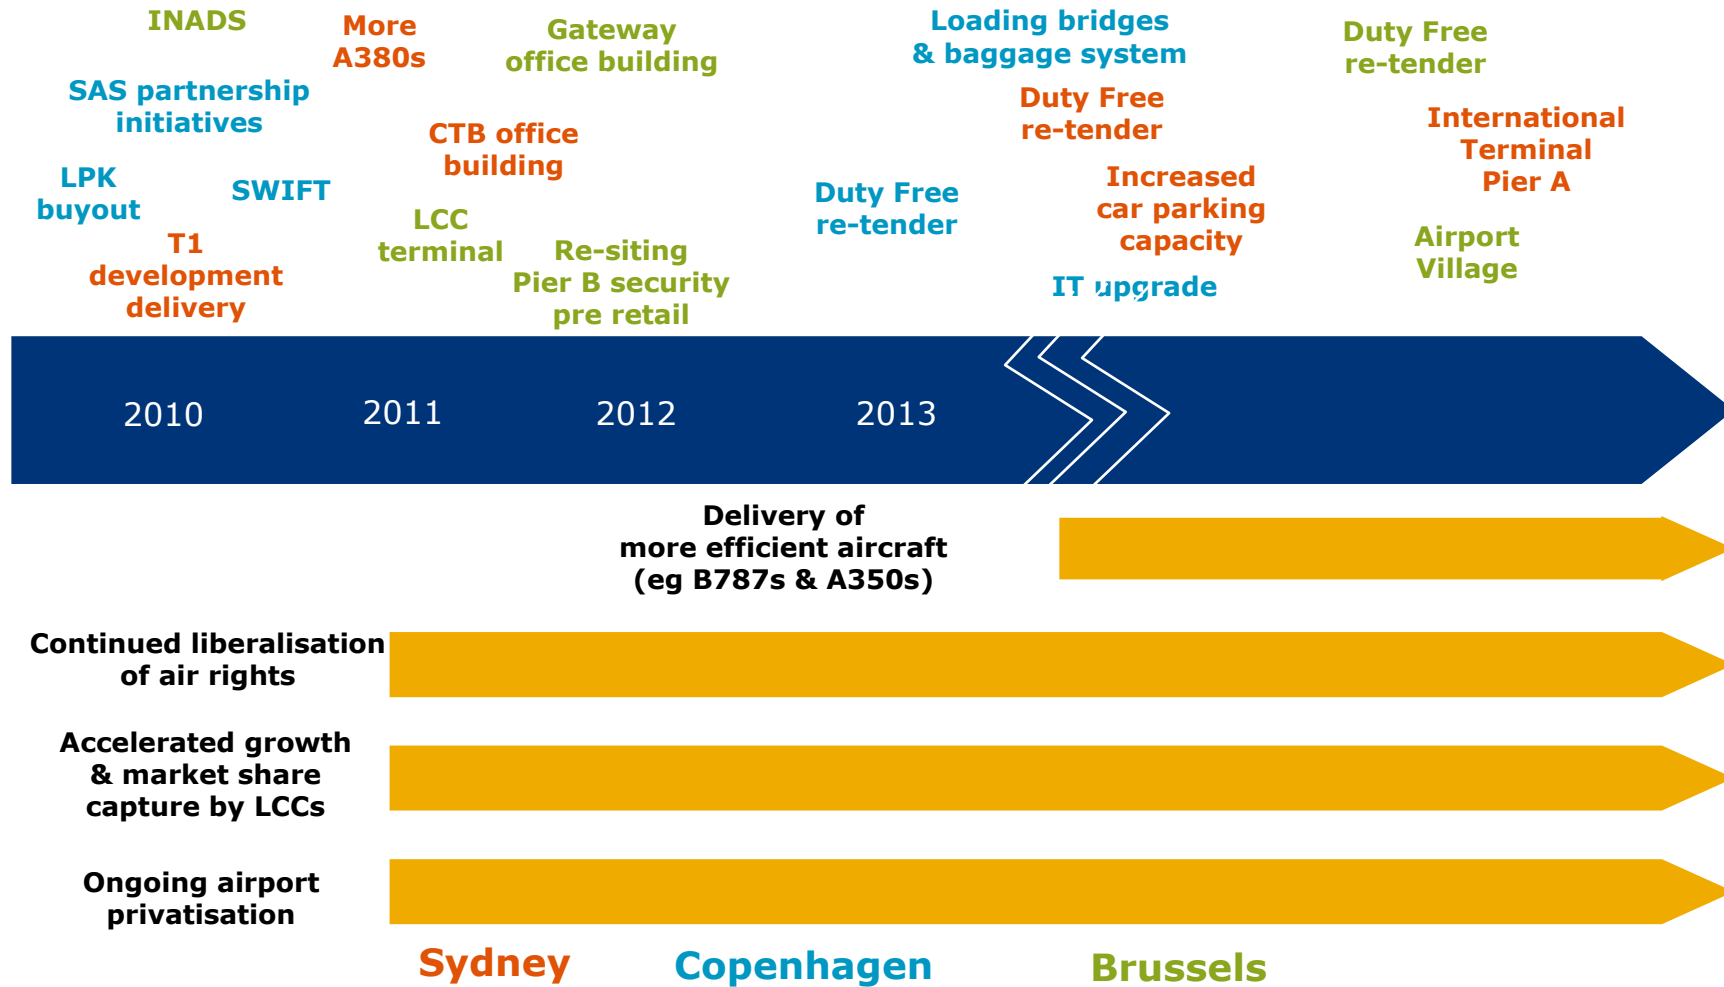 INADS
More
A380s
Gateway
office building
Loading bridges
& baggage system
Duty Free
re-tender
SAS partnership
initiatives
CTB office
building
Duty Free
re-tender
International
Terminal
Pier A
LPK
buyout
SWIFT
LCC
terminal
Duty Free
re-tender
Increased
car parking
capacity
T1
development
delivery
Re-siting
Pier B security
pre retail
IT upgrade
Airport
Village
2010
2011
2012
2013
Delivery of
more efficient aircraft
(eg B787s & A350s)
Continued liberalisation
of air rights
Accelerated growth
& market share
capture by LCCs
Ongoing airport
privatisation
Sydney
Copenhagen
Brussels